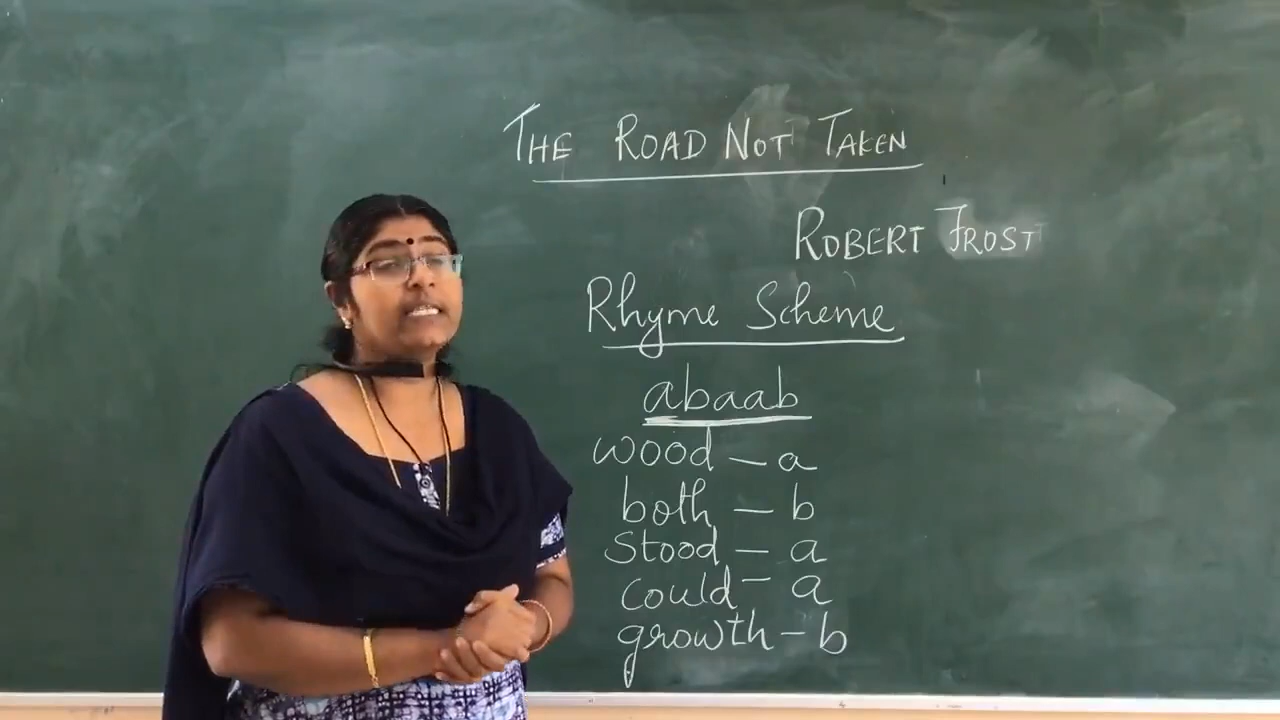 THE ROAD NOT TAKEN
ROBERT FROST
Rhyme Scheme
abaab
wood - a
both - b
stood - a
could - a
growth - b